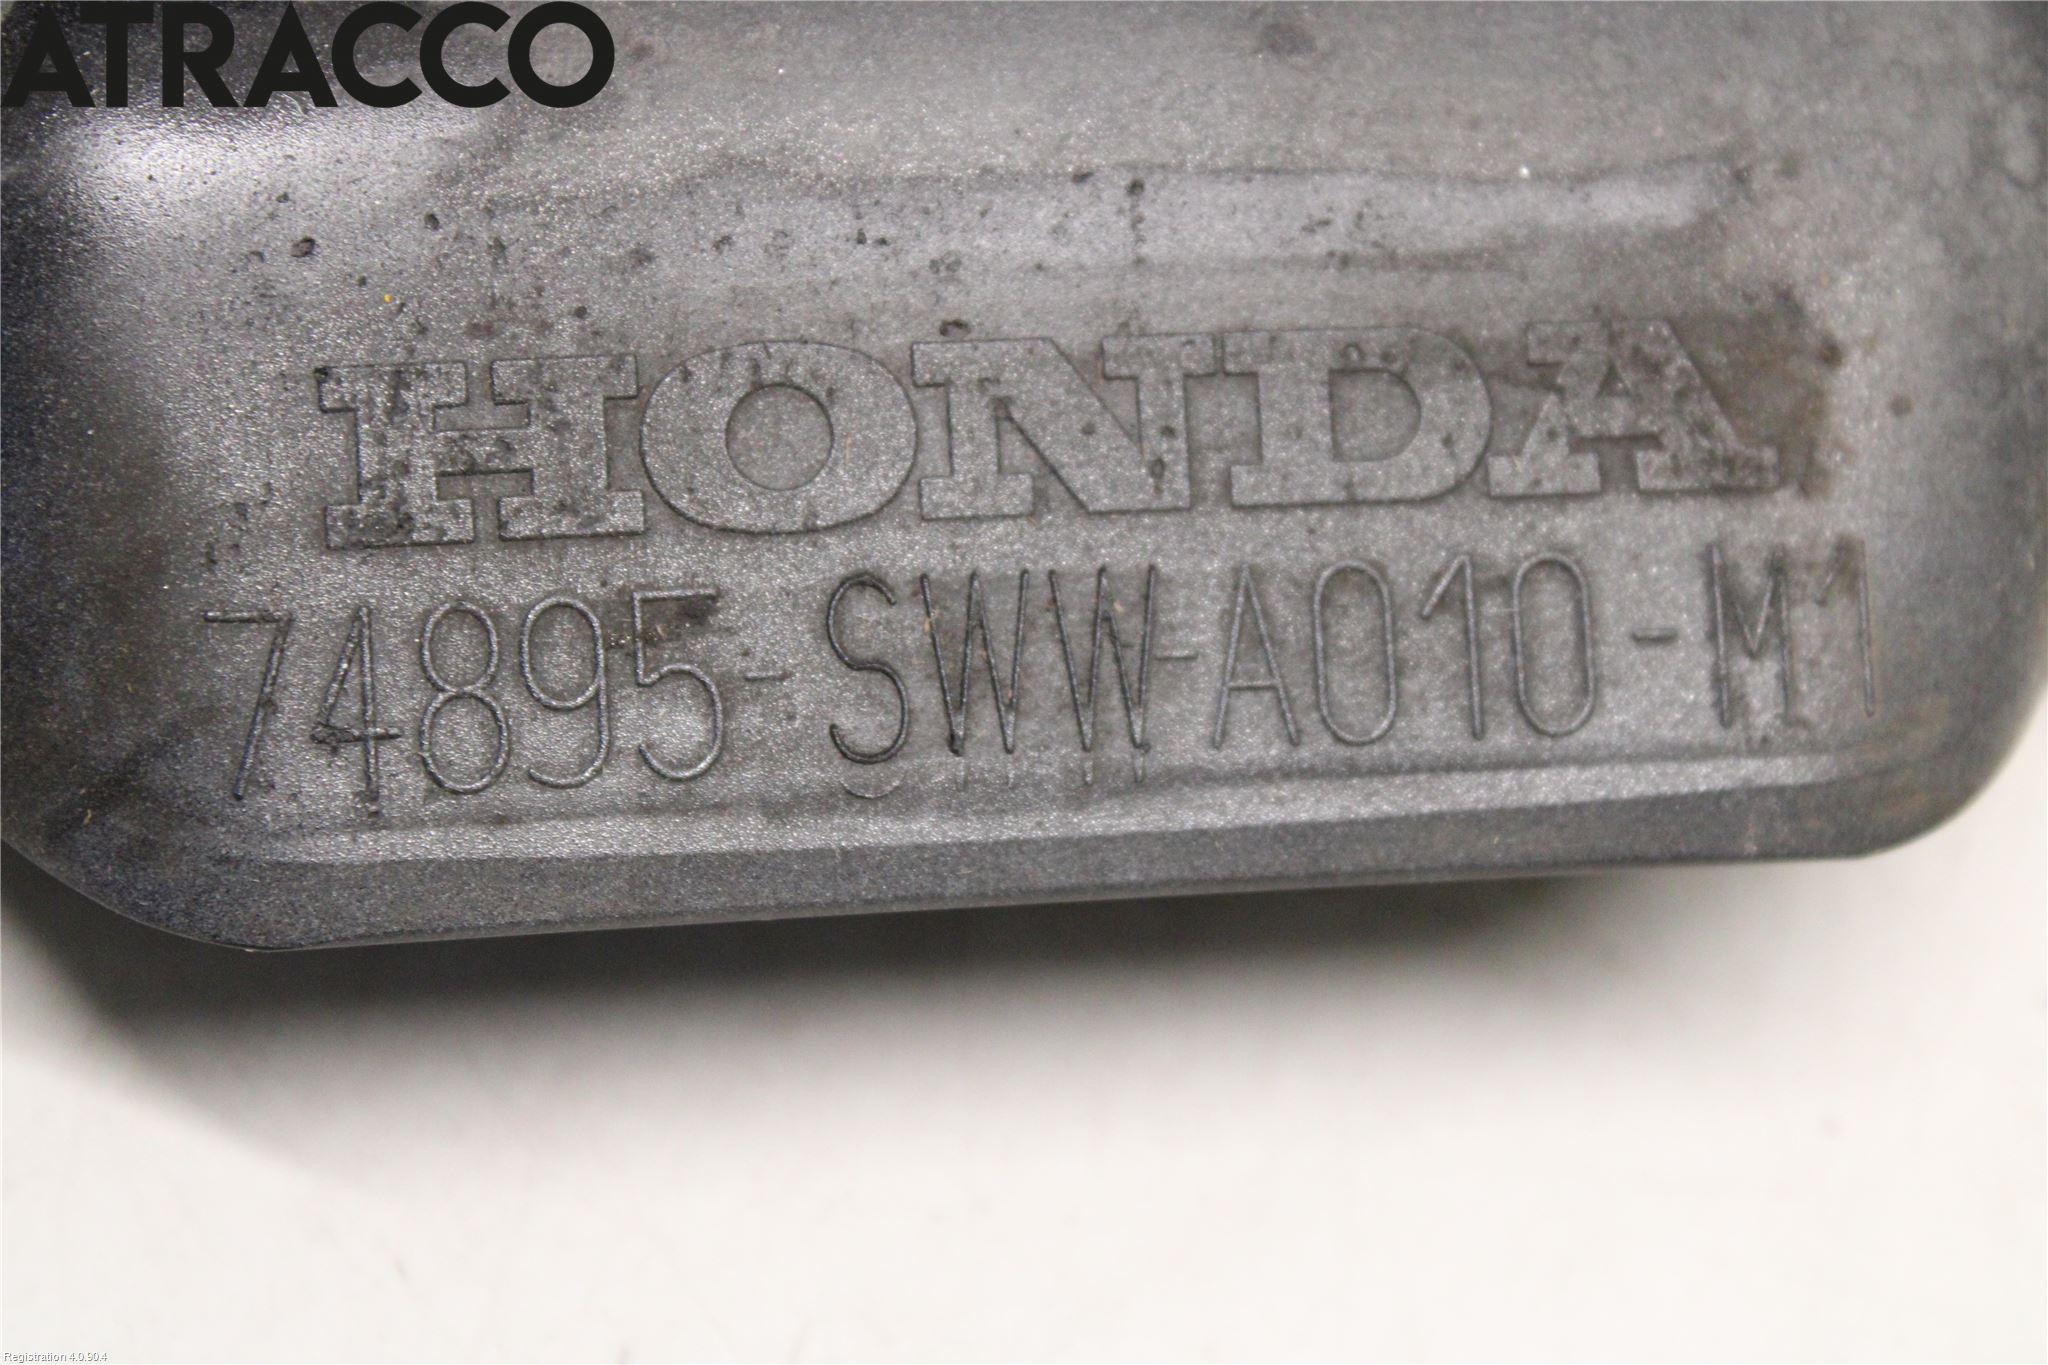 ATRACCO
HONDA
74895-SWW-A010-M1
Registration 4.0.90.4